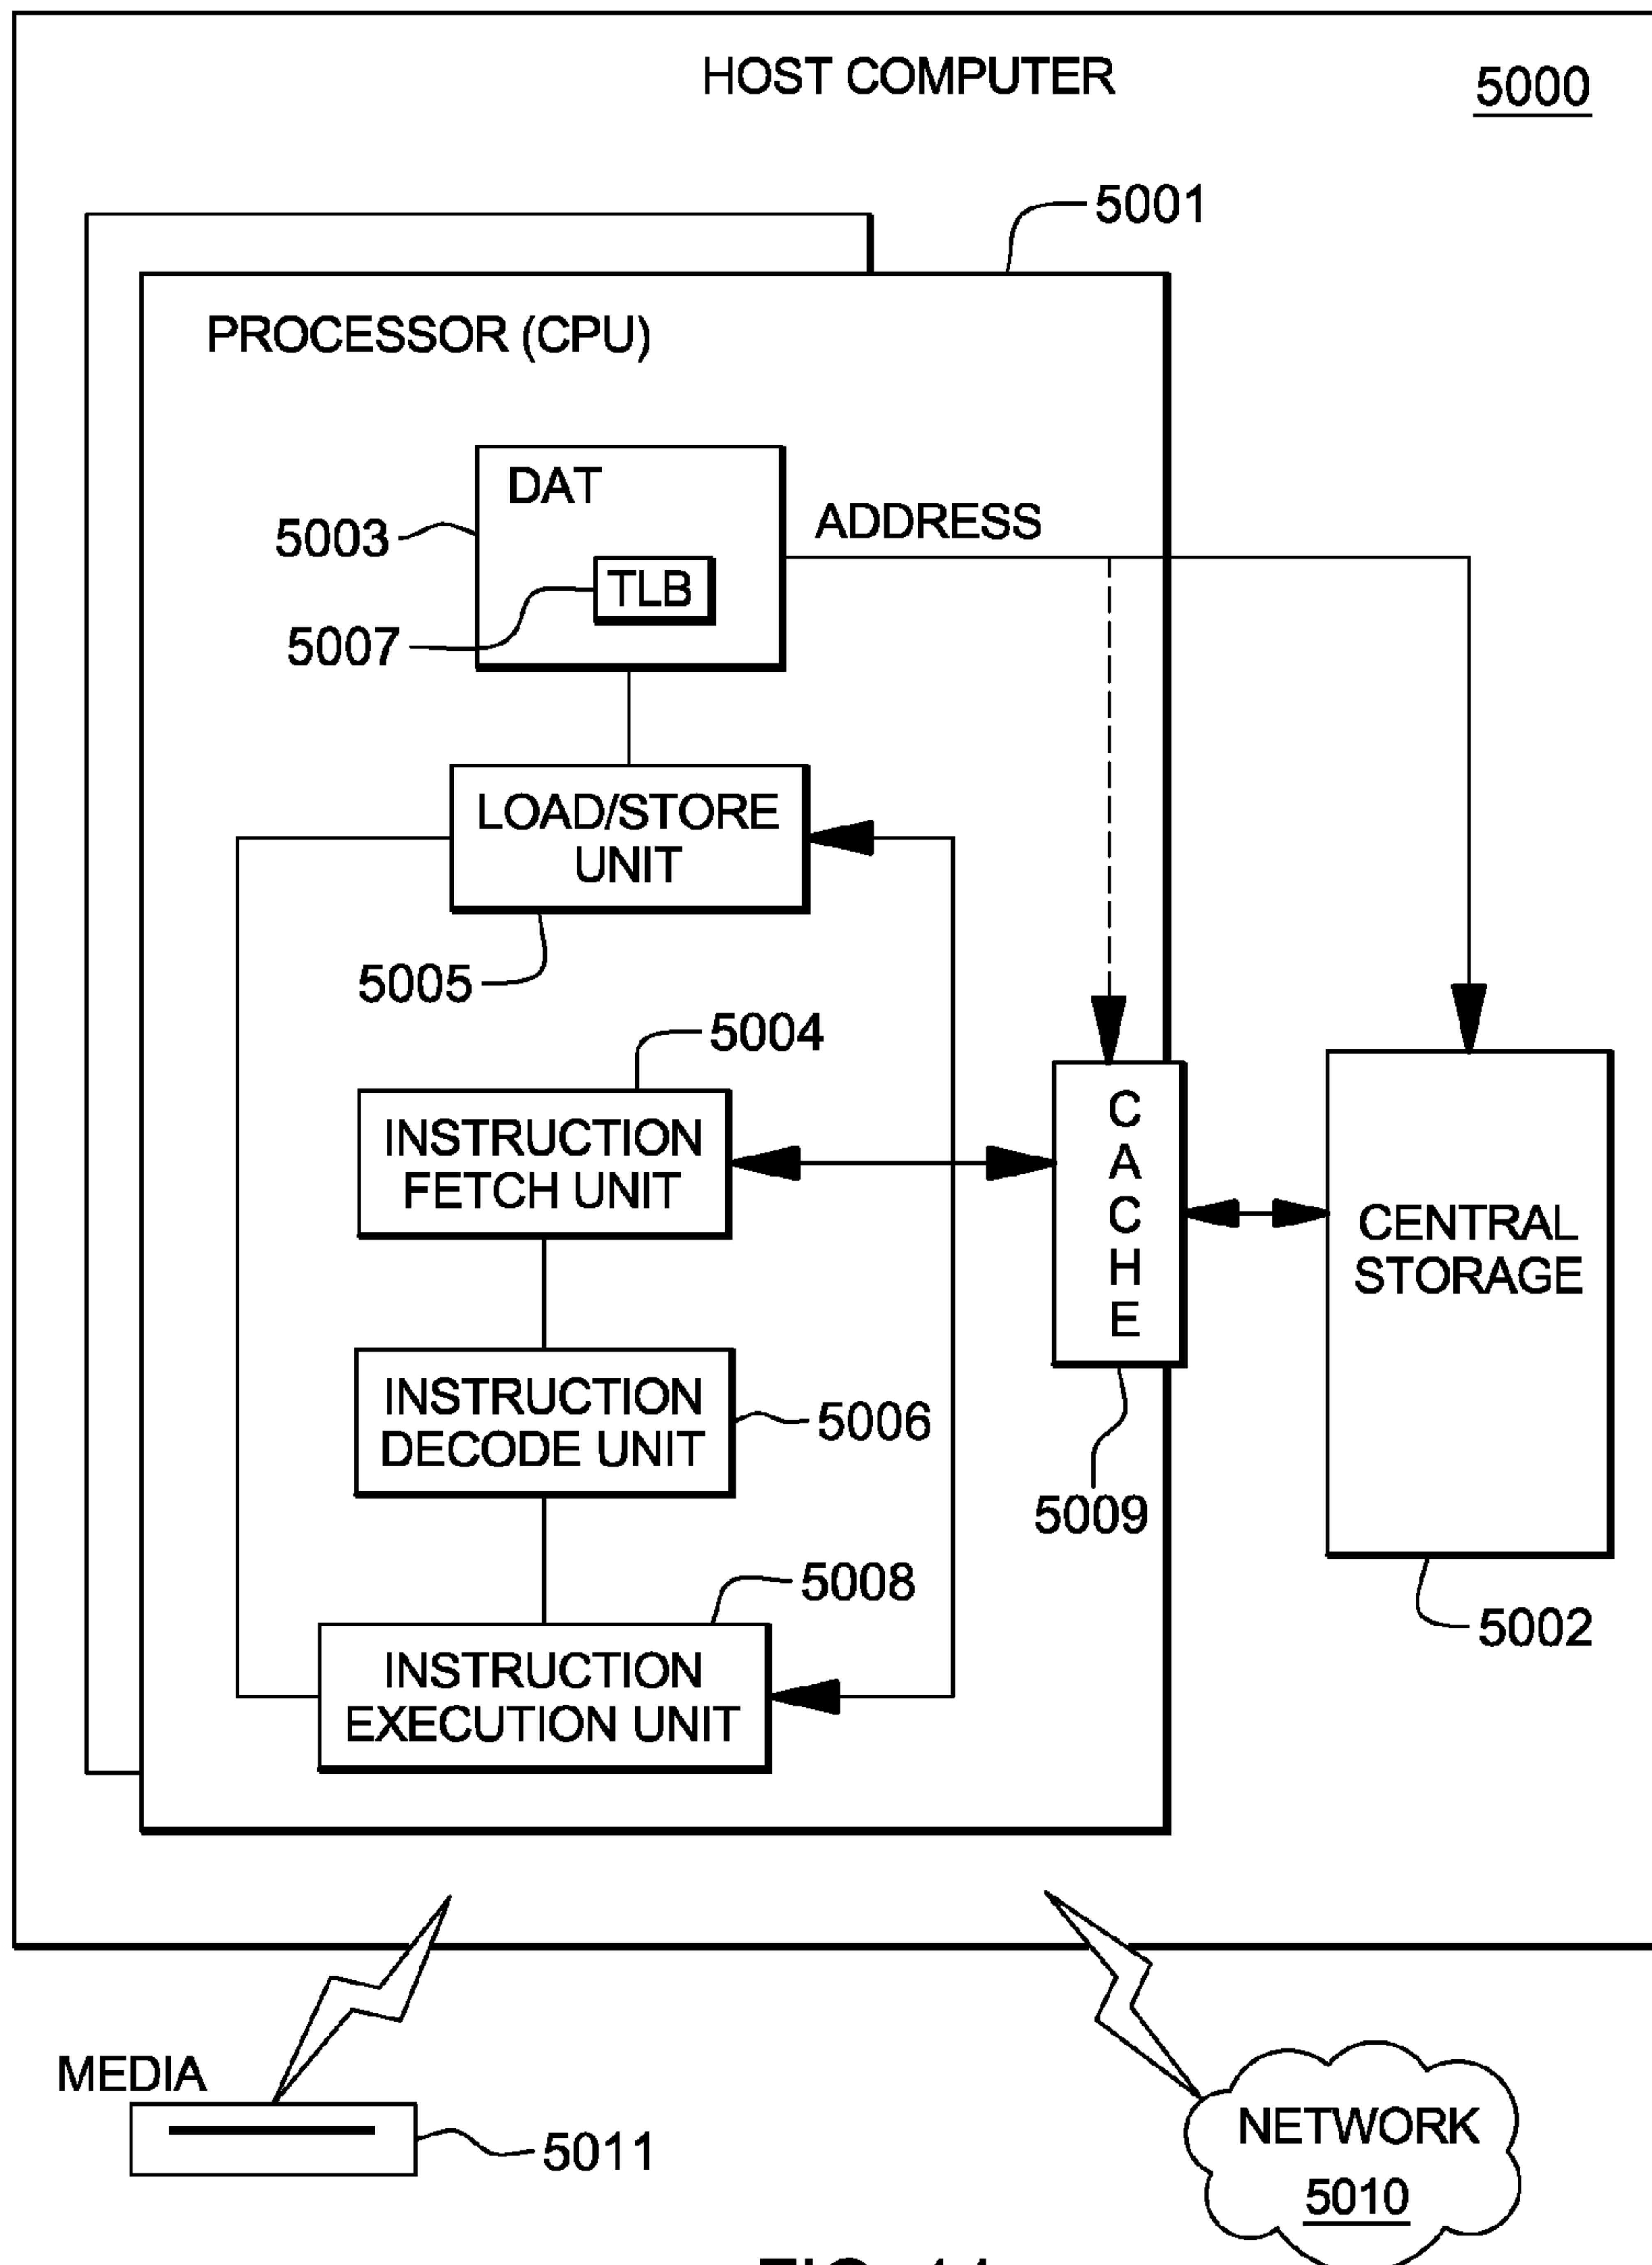 HOST COMPUTER
5000
5001
PROCESSOR (CPU)
DAT
5003
ADDRESS
TLB
5007
LOAD/STORE
UNIT
5005
5004
INSTRUCTION
FETCH UNIT
CACHE
CENTRAL
STORAGE
INSTRUCTION
DECODE UNIT
5006
5009
5008
INSTRUCTION
EXECUTION UNIT
5002
MEDIA
5011
NETWORK
5010